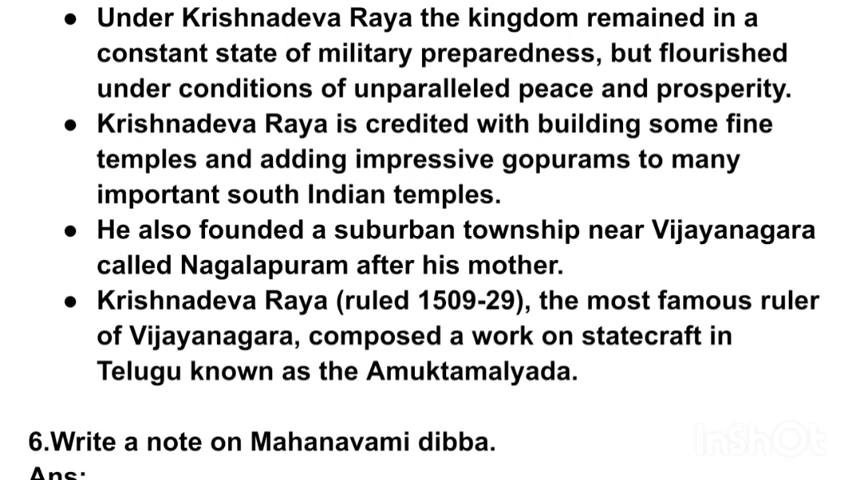 ● Under Krishnadeva Raya the kingdom remained in a
constant state of military preparedness, but flourished
under conditions of unparalleled peace and prosperity.
● Krishnadeva Raya is credited with building some fine
temples and adding impressive gopurams to many
important south Indian temples.
● He also founded a suburban township near Vijayanagara
called Nagalapuram after his mother.
● Krishnadeva Raya (ruled 1509-29), the most famous ruler
of Vijayanagara, composed a work on statecraft in
Telugu known as the Amuktamalyada.
6.Write a note on Mahanavami dibba.
InShOt
Ans: